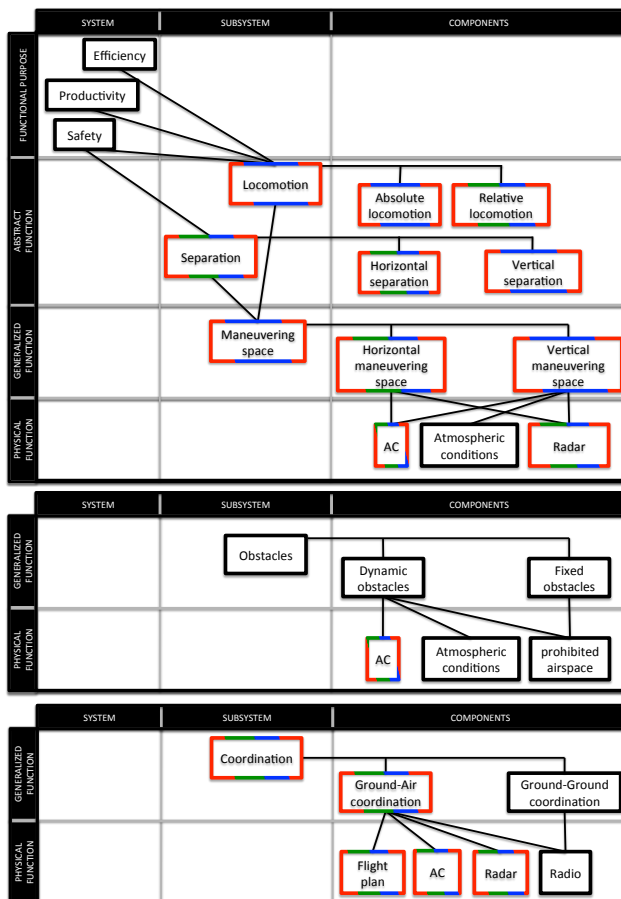 SYSTEM
SUBSYSTEM
COMPONENTS
FUNCTIONAL PURPOSE
Efficiency
Productivity
Safety
ABSTRACT
FUNCTION
Locomotion
Absolute
locomotion
Relative
locomotion
Separation
Horizontal
separation
Vertical
separation
GENERALIZED
FUNCTION
Maneuvering
space
Horizontal
maneuvering
space
Vertical
maneuvering
space
PHYSICAL
FUNCTION
AC
Atmospheric
conditions
Radar
SYSTEM
SUBSYSTEM
COMPONENTS
GENERALIZED
FUNCTION
Obstacles
Dynamic
obstacles
Fixed
obstacles
PHYSICAL
FUNCTION
AC
Atmospheric
conditions
prohibited
airspace
SYSTEM
SUBSYSTEM
COMPONENTS
GENERALIZED
FUNCTION
Coordination
Ground-Air
coordination
Ground-Ground
coordination
PHYSICAL
FUNCTION
Flight
plan
AC
Radar
Radio